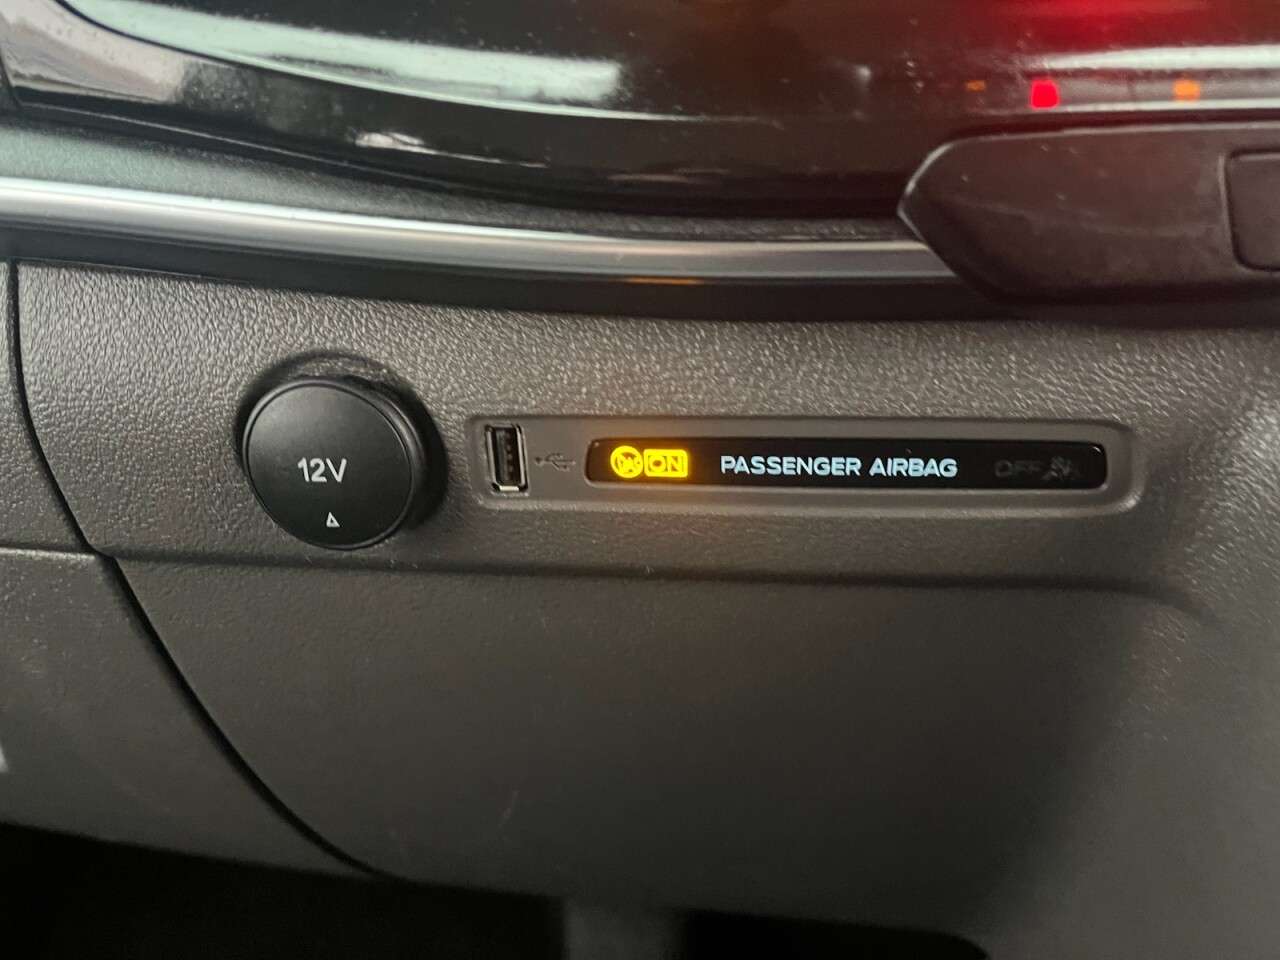 12V
ON PASSENGER AIRBAG OFF